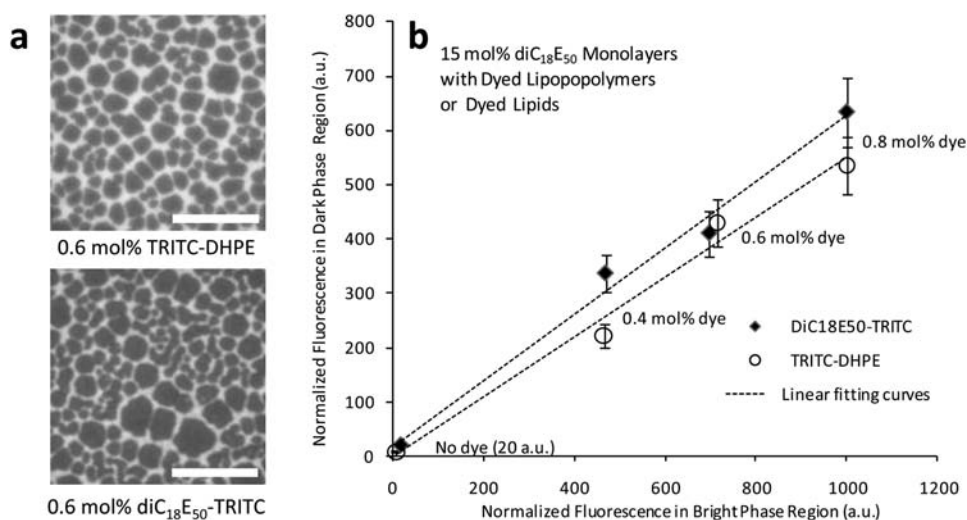 a
0.6 mol% TRITC-DHPE
0.6 mol% diC18E50-TRITC
b
15 mol% diC18E50 Monolayers
with Dyed Lipopopolymers
or Dyed Lipids
Normalized Fluorescence in Dark Phase Region (a.u.)
800
700
600
500
400
300
200
100
0
0.8 mol% dye
0.6 mol% dye
0.4 mol% dye
No dye (20 a.u.)
DiC18E50-TRITC
TRITC-DHPE
Linear fitting curves
0
200
400
600
800
1000
1200
Normalized Fluorescence in Bright Phase Region (a.u.)